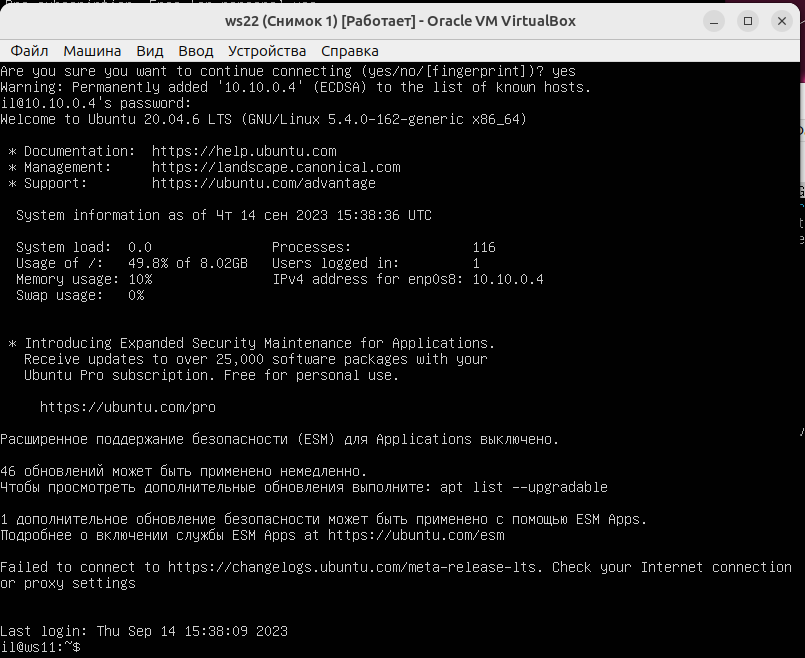 ws22 (Снимок 1) [Работает] - Oracle VM VirtualBox
Файл Машина Вид Ввод Устройства Справка
Are you sure you want to continue connecting (yes/no/[fingerprint])? yes
Warning: Permanently added '10.10.0.4' (ECDSA) to the list of known hosts.
il@10.10.0.4's password:
Welcome to Ubuntu 20.04.6 LTS (GNU/Linux 5.4.0-162-generic x86_64)
* Documentation: https://help.ubuntu.com
* Management: https://landscape.canonical.com
* Support: https://ubuntu.com/advantage
System information as of Чт 14 сен 2023 15:38:36 UTC
System load: 0.0 Processes: 116
Usage of /: 49.8% of 8.02GB Users logged in: 1
Memory usage: 10% IPv4 address for enp0s8: 10.10.0.4
Swap usage: 0%
* Introducing Expanded Security Maintenance for Applications.
Receive updates to over 25,000 software packages with your
Ubuntu Pro subscription. Free for personal use.
https://ubuntu.com/pro
Расширенное поддержание безопасности (ESM) для Applications выключено.
46 обновлений может быть применено немедленно.
Чтобы просмотреть дополнительные обновления выполните: apt list --upgradable
1 дополнительное обновление безопасности может быть применено с помощью ESM Apps.
Подробнее о включении службы ESM Apps at https://ubuntu.com/esm
Failed to connect to https://changelogs.ubuntu.com/meta-release-lts. Check your Internet connection
or proxy settings
Last login: Thu Sep 14 15:38:09 2023
il@ws11:~$